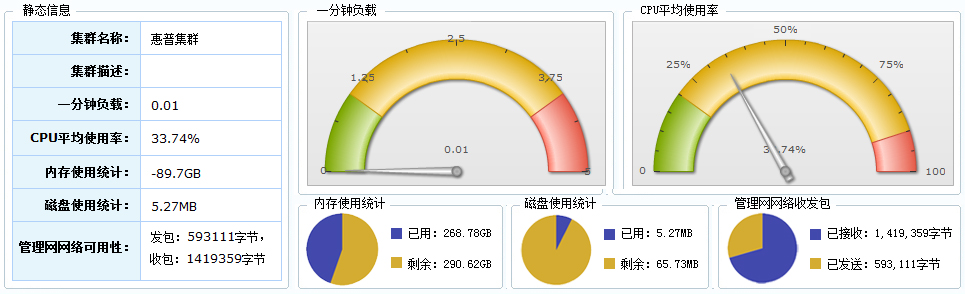 静态信息
集群名称： 惠普集群
集群描述：
一分钟负载： 0.01
CPU平均使用率： 33.74%
内存使用统计： -89.7GB
磁盘使用统计： 5.27MB
管理网网络可用性： 发包：593111字节，
收包：1419359字节
一分钟负载
0
1.25
2.5
3.75
5
0.01
CPU平均使用率
0
25%
50%
75%
100
.74%
内存使用统计
已用：268.78GB
剩余：290.62GB
磁盘使用统计
已用：5.27MB
剩余：65.73MB
管理网网络收发包
已接收：1,419,359字节
已发送：593,111字节